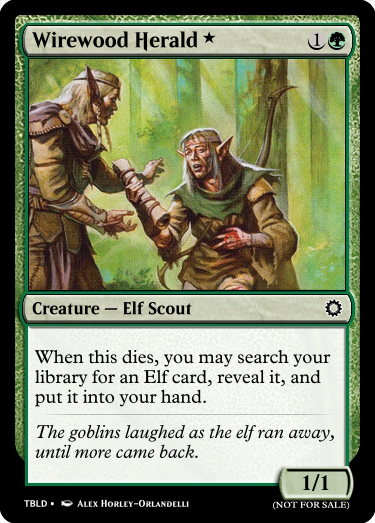 Wirewood Herald ★ 1
Creature — Elf Scout
When this dies, you may search your
library for an Elf card, reveal it, and
put it into your hand.
The goblins laughed as the elf ran away,
until more came back.
1/1
TBLD • Alex Horley-Orlandelli
(NOT FOR SALE)